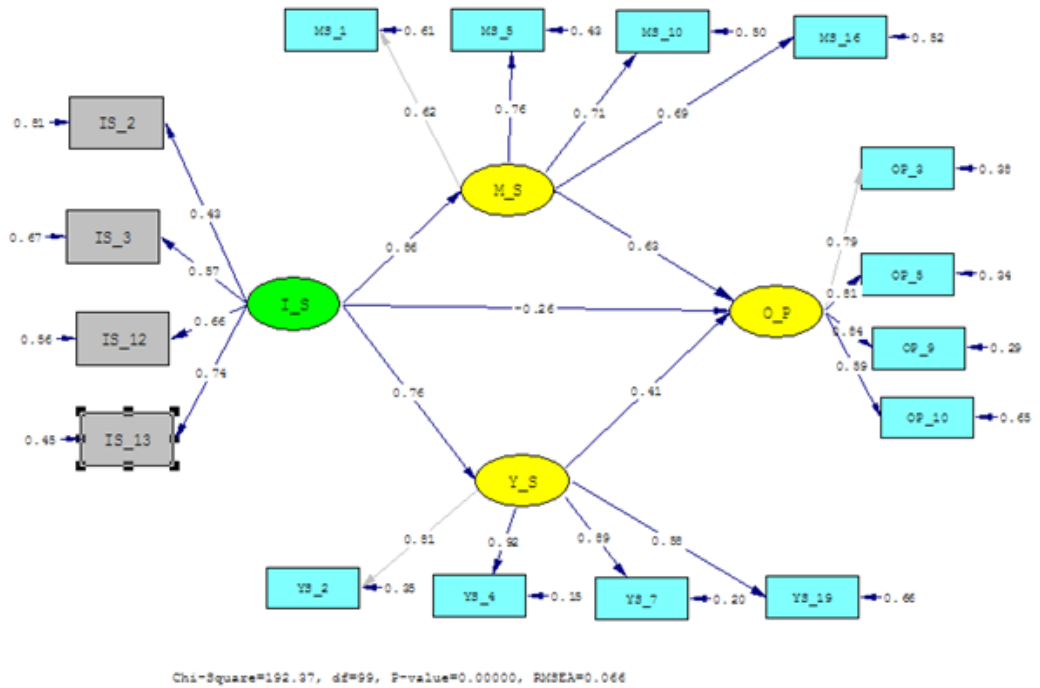 MS_1
0.61
MS_5
0.43
MS_10
0.50
MS_16
0.52
0.62
0.76
0.71
0.69
0.81
IS_2
OP_3
0.38
M_S
0.43
0.67
IS_3
0.86
0.63
0.79
0.57
OP_5
0.34
0.81
I_S
-0.26
O_P
0.66
0.84
0.56
IS_12
OP_9
0.29
0.74
0.59
0.76
0.41
OP_10
0.65
0.45
IS_13
Y_S
0.81
0.92
0.89
0.58
YS_2
0.35
YS_4
0.15
YS_7
0.20
YS_19
0.66
Chi-Square=192.37, df=99, P-value=0.00000, RMSEA=0.066